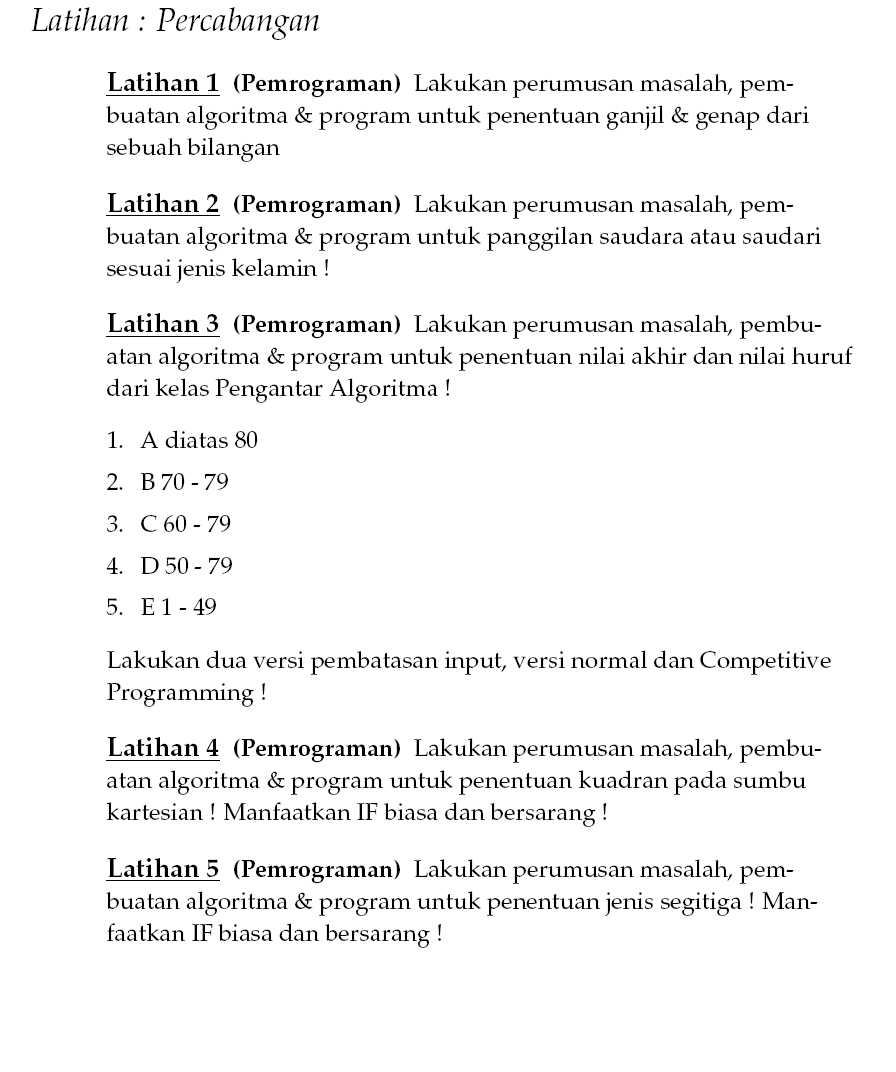 Latihan : Percabangan
Latihan 1 (Pemrograman) Lakukan perumusan masalah, pem-
buatan algoritma & program untuk penentuan ganjil & genap dari
sebuah bilangan
Latihan 2 (Pemrograman) Lakukan perumusan masalah, pem-
buatan algoritma & program untuk panggilan saudara atau saudari
sesuai jenis kelamin !
Latihan 3 (Pemrograman) Lakukan perumusan masalah, pembu-
atan algoritma & program untuk penentuan nilai akhir dan nilai huruf
dari kelas Pengantar Algoritma !
1. A diatas 80
2. B 70 - 79
3. C 60 - 79
4. D 50 - 79
5. E 1 - 49
Lakukan dua versi pembatasan input, versi normal dan Competitive
Programming !
Latihan 4 (Pemrograman) Lakukan perumusan masalah, pembu-
atan algoritma & program untuk penentuan kuadran pada sumbu
kartesian ! Manfaatkan IF biasa dan bersarang !
Latihan 5 (Pemrograman) Lakukan perumusan masalah, pem-
buatan algoritma & program untuk penentuan jenis segitiga ! Man-
faatkan IF biasa dan bersarang !